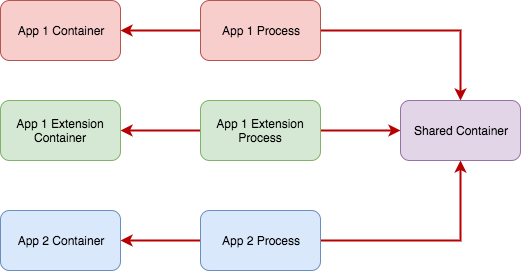 App 1 Container
App 1 Process
App 1 Extension
Container
App 1 Extension
Process
Shared Container
App 2 Container
App 2 Process